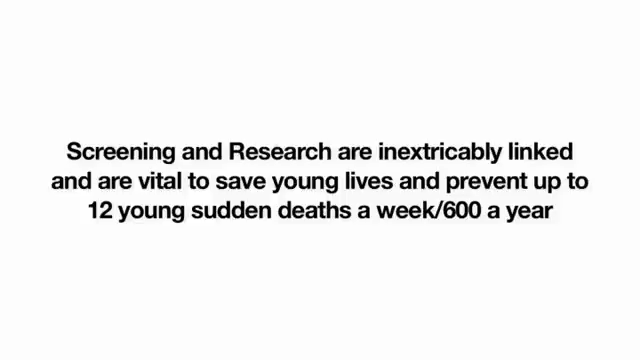 Screening and Research are inextricably linked
and are vital to save young lives and prevent up to
12 young sudden deaths a week/600 a year